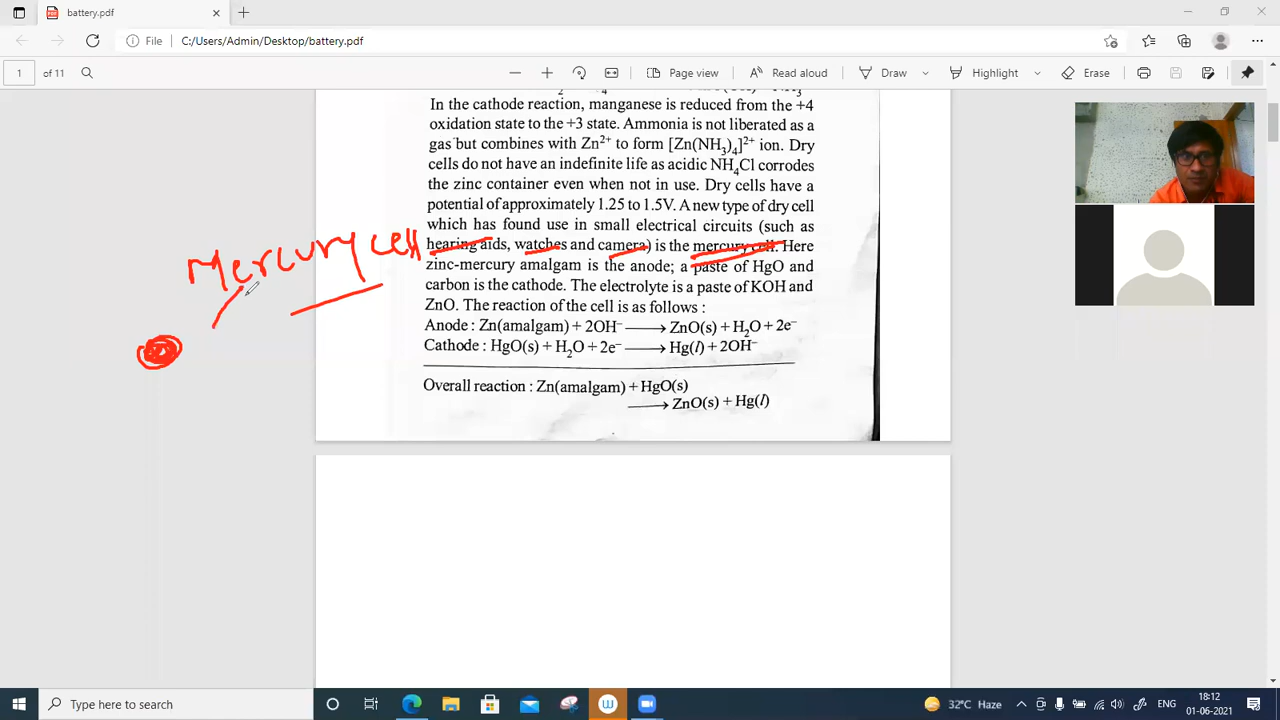 battery.pdf
File C:/Users/Admin/Desktop/battery.pdf
1 of 11 Page view Read aloud Draw Highlight Erase
In the cathode reaction, manganese is reduced from the +4
oxidation state to the +3 state. Ammonia is not liberated as a
gas but combines with Zn²⁺ to form [Zn(NH₃)₄]²⁺ ion. Dry
cells do not have an indefinite life as acidic NH₄Cl corrodes
the zinc container even when not in use. Dry cells have a
potential of approximately 1.25 to 1.5V. A new type of dry cell
which has found use in small electrical circuits (such as
hearing aids, watches and camera) is the mercury cell. Here
zinc-mercury amalgam is the anode; a paste of HgO and
carbon is the cathode. The electrolyte is a paste of KOH and
ZnO. The reaction of the cell is as follows :
Anode : Zn(amalgam) + 2OH⁻ ⟶ ZnO(s) + H₂O + 2e⁻
Cathode : HgO(s) + H₂O + 2e⁻ ⟶ Hg(l) + 2OH⁻
Overall reaction : Zn(amalgam) + HgO(s)
⟶ ZnO(s) + Hg(l)
Mercury cell
Type here to search
32°C Haze
ENG
18:12
01-06-2021